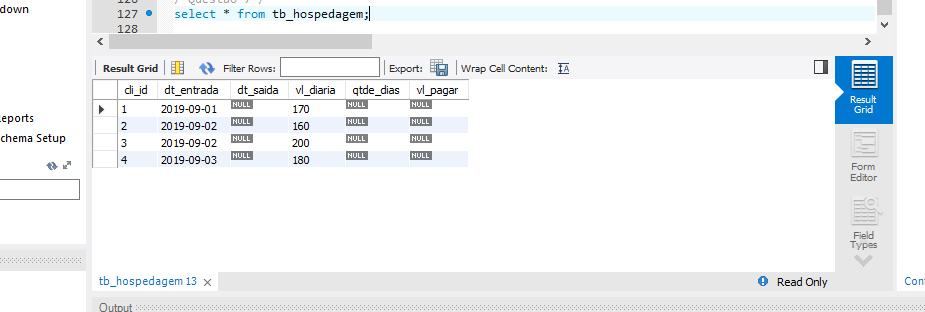 down
126
/ Questao 7 /
127 select * from tb_hospedagem;
128
Result Grid Filter Rows: Export: Wrap Cell Content:
cli_id dt_entrada dt_saida vl_diaria qtde_dias vl_pagar
1 2019-09-01 NULL 170 NULL NULL
2 2019-09-02 NULL 160 NULL NULL
3 2019-09-02 NULL 200 NULL NULL
4 2019-09-03 NULL 180 NULL NULL
eports
chema Setup
Result
Grid
Form
Editor
Field
Types
tb_hospedagem 13
Read Only
Cont
Output